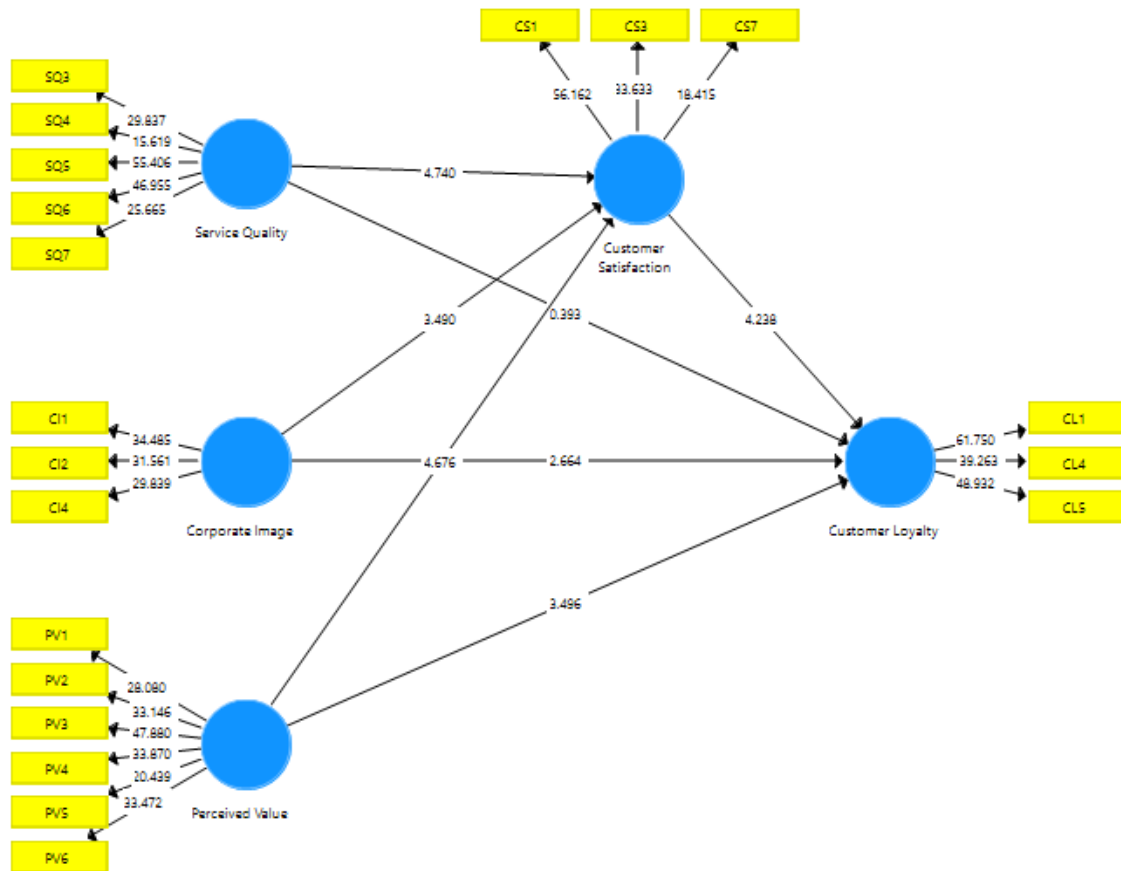 CS1
CS3
CS7
SQ3
SQ4
SQ5
SQ6
SQ7
29.837
15.619
55.406
46.955
25.665
56.162
33.633
18.415
Service Quality
Customer
Satisfaction
4.740
0.393
3.490
4.238
CI1
CI2
CI4
34.485
31.561
29.839
Corporate Image
4.676
2.664
Customer Loyalty
61.750
39.263
48.932
CL1
CL4
CL5
3.496
PV1
PV2
PV3
PV4
PV5
PV6
28.080
33.146
47.880
33.870
20.439
33.472
Perceived Value